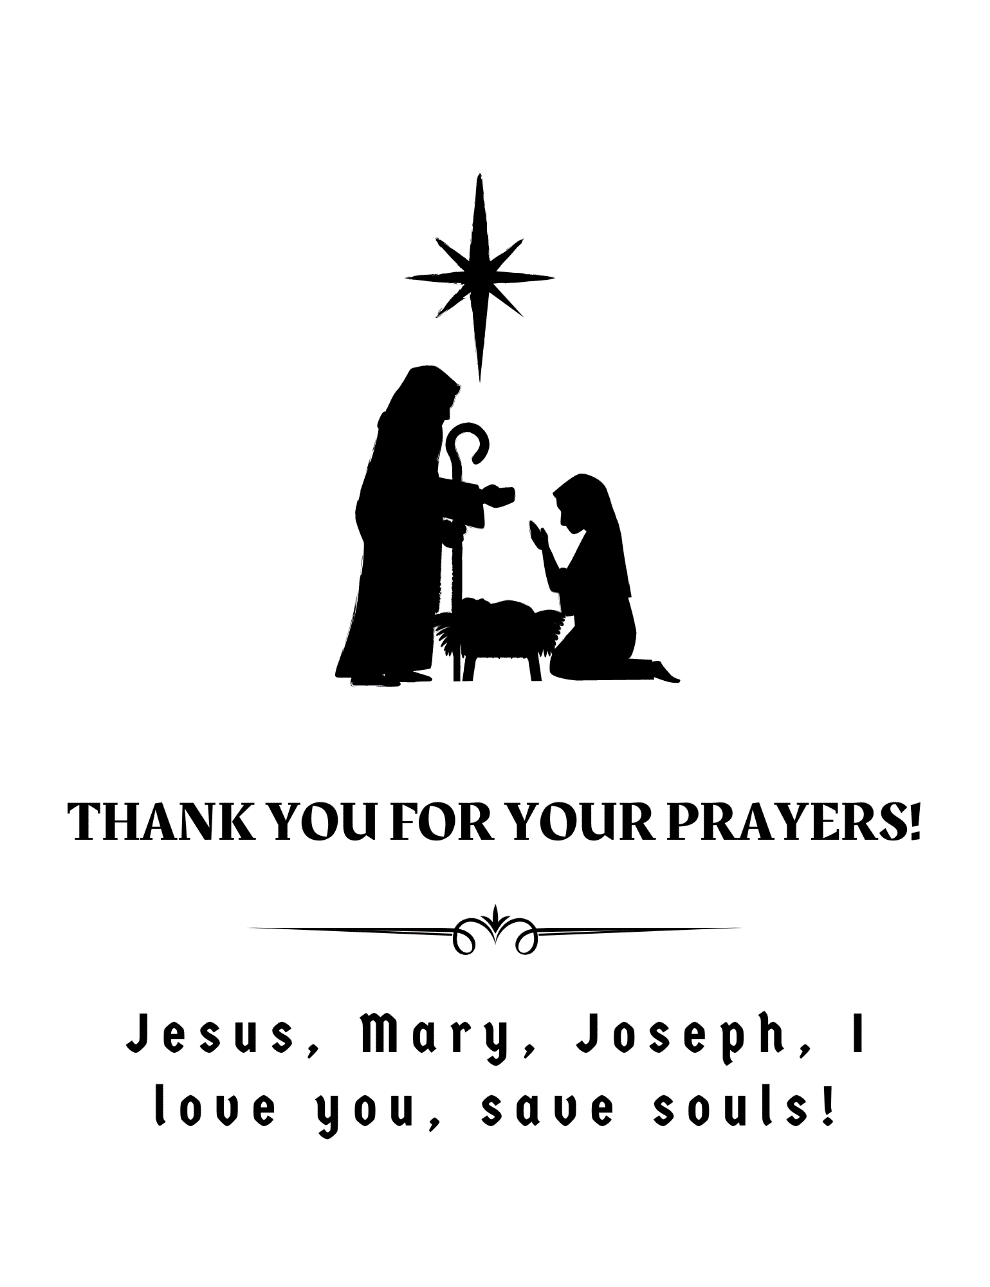 THANK YOU FOR YOUR PRAYERS!
Jesus, Mary, Joseph, I
love you, save souls!